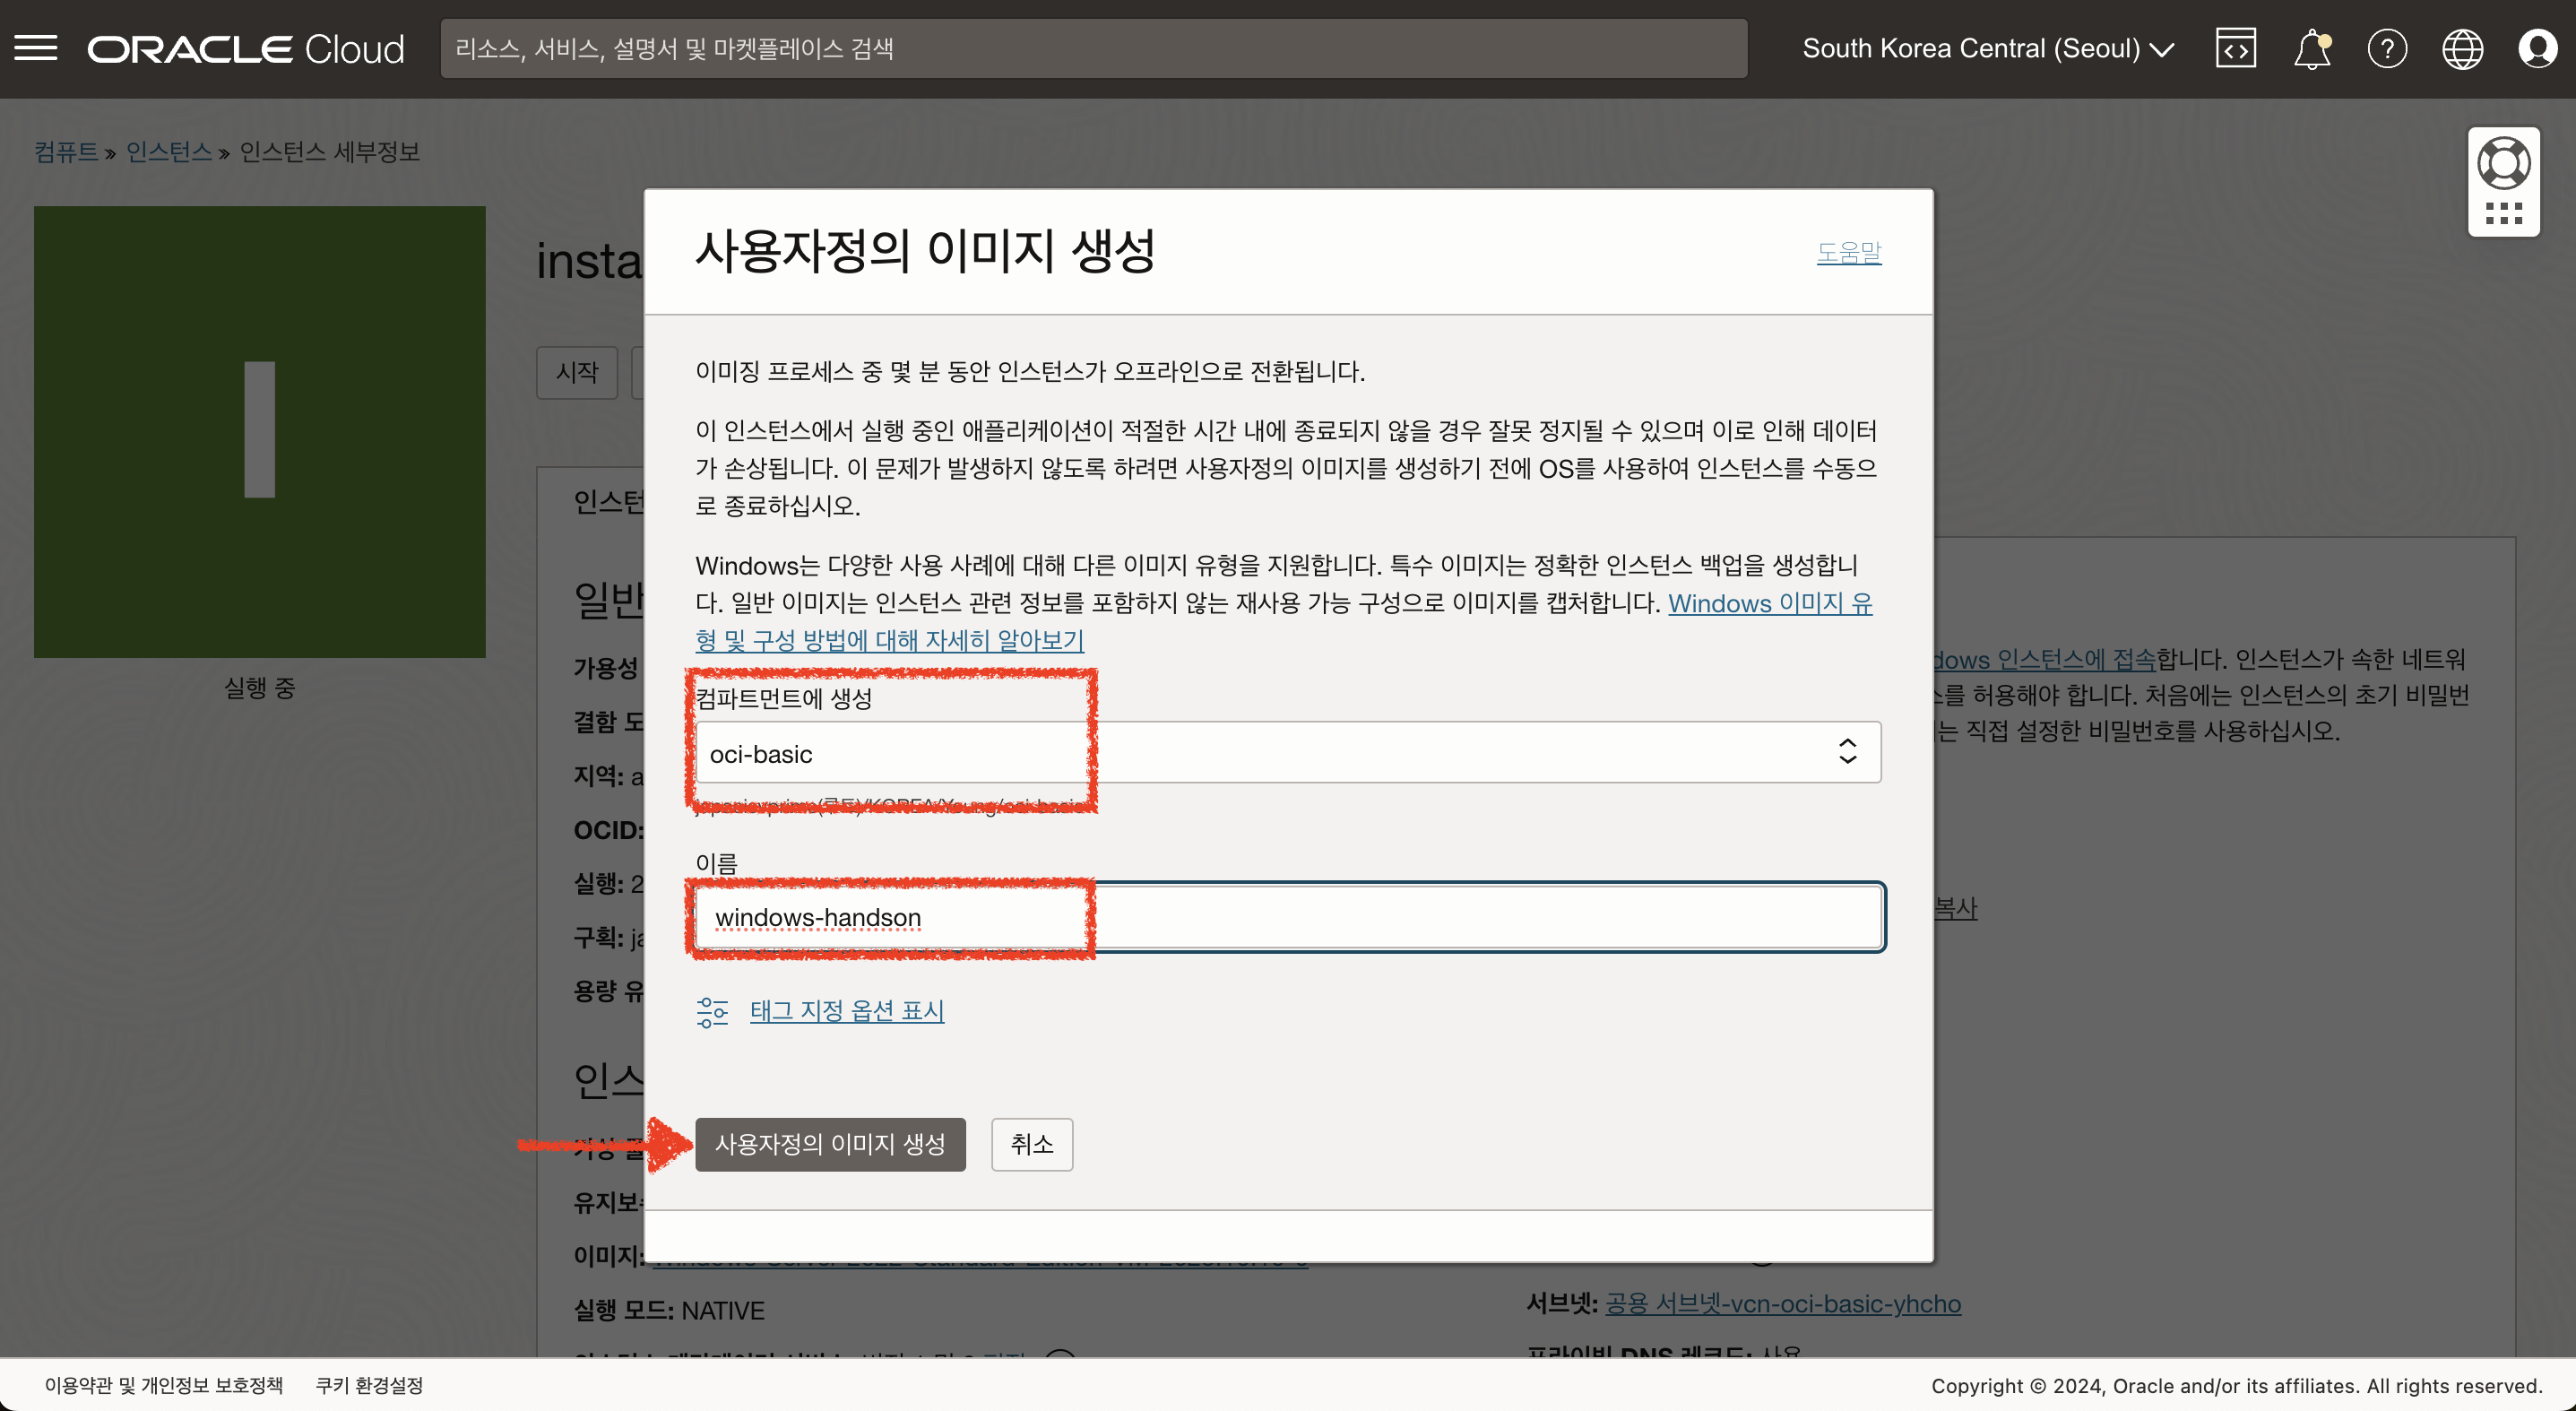 ORACLE Cloud
리소스, 서비스, 설명서 및 마켓플레이스 검색
South Korea Central (Seoul)
컴퓨트 » 인스턴스 » 인스턴스 세부정보
I
실행 중
insta
시작
사용자정의 이미지 생성
도움말
이미징 프로세스 중 몇 분 동안 인스턴스가 오프라인으로 전환됩니다.
이 인스턴스에서 실행 중인 애플리케이션이 적절한 시간 내에 종료되지 않을 경우 잘못 정지될 수 있으며 이로 인해 데이터
가 손상됩니다. 이 문제가 발생하지 않도록 하려면 사용자정의 이미지를 생성하기 전에 OS를 사용하여 인스턴스를 수동으
로 종료하십시오.
Windows는 다양한 사용 사례에 대해 다른 이미지 유형을 지원합니다. 특수 이미지는 정확한 인스턴스 백업을 생성합니
다. 일반 이미지는 인스턴스 관련 정보를 포함하지 않는 재사용 가능 구성으로 이미지를 캡처합니다. Windows 이미지 유
형 및 구성 방법에 대해 자세히 알아보기
컴파트먼트에 생성
oci-basic
이름
windows-handson
태그 지정 옵션 표시
사용자정의 이미지 생성
취소
인스턴
일반
가용성
결함 도
지역: a
OCID:
실행: 2
구획: ja
용량 유
인스
유지보수
이미지: Windows-Server-2022-Standard-Edition-VM
실행 모드: NATIVE
dows 인스턴스에 접속합니다. 인스턴스가 속한 네트워
를 허용해야 합니다. 처음에는 인스턴스의 초기 비밀번
는 직접 설정한 비밀번호를 사용하십시오.
복사
서브넷: 공용 서브넷-vcn-oci-basic-yhcho
프라이빗 DNS 레코드: 사용
이용약관 및 개인정보 보호정책
쿠키 환경설정
Copyright © 2024, Oracle and/or its affiliates. All rights reserved.